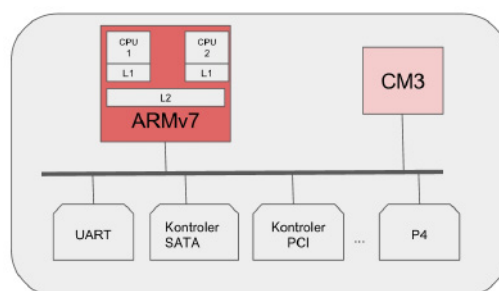 CPU
1
CPU
2
L1
L1
L2
ARMv7
CM3
UART
Kontroler
SATA
Kontroler
PCI
...
P4